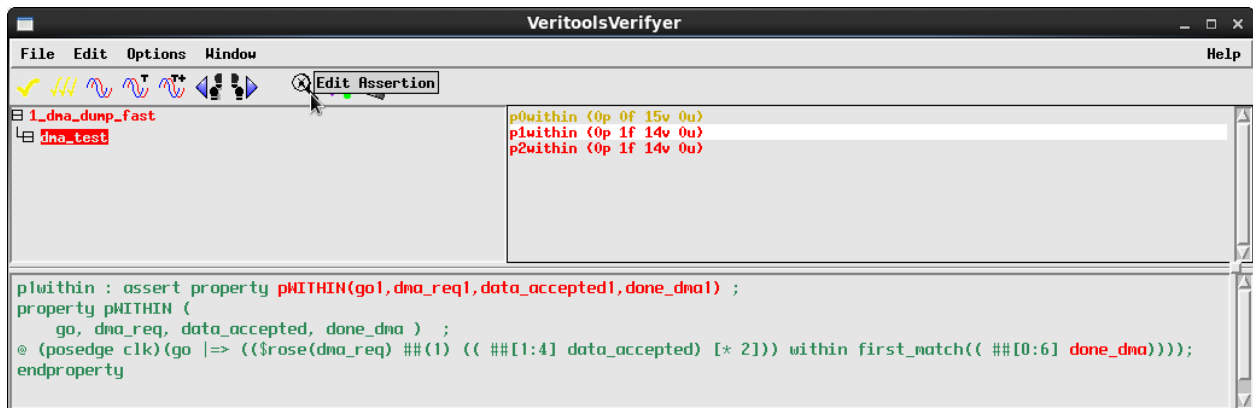 VeritoolsVerifyer
File Edit Options Window Help
T T+ Edit Assertion
1_dma_dump_fast
dma_test
p0within (0p 0f 15v 0u)
p1within (0p 1f 14v 0u)
p2within (0p 1f 14v 0u)
p1within : assert property pWITHIN(go1,dma_req1,data_accepted1,done_dma1) ;
property pWITHIN (
go, dma_req, data_accepted, done_dma ) ;
@ (posedge clk)(go |=> (($rose(dma_req) ##(1) (( ##[1:4] data_accepted) [* 2])) within first_match(( ##[0:6] done_dma))));
endproperty